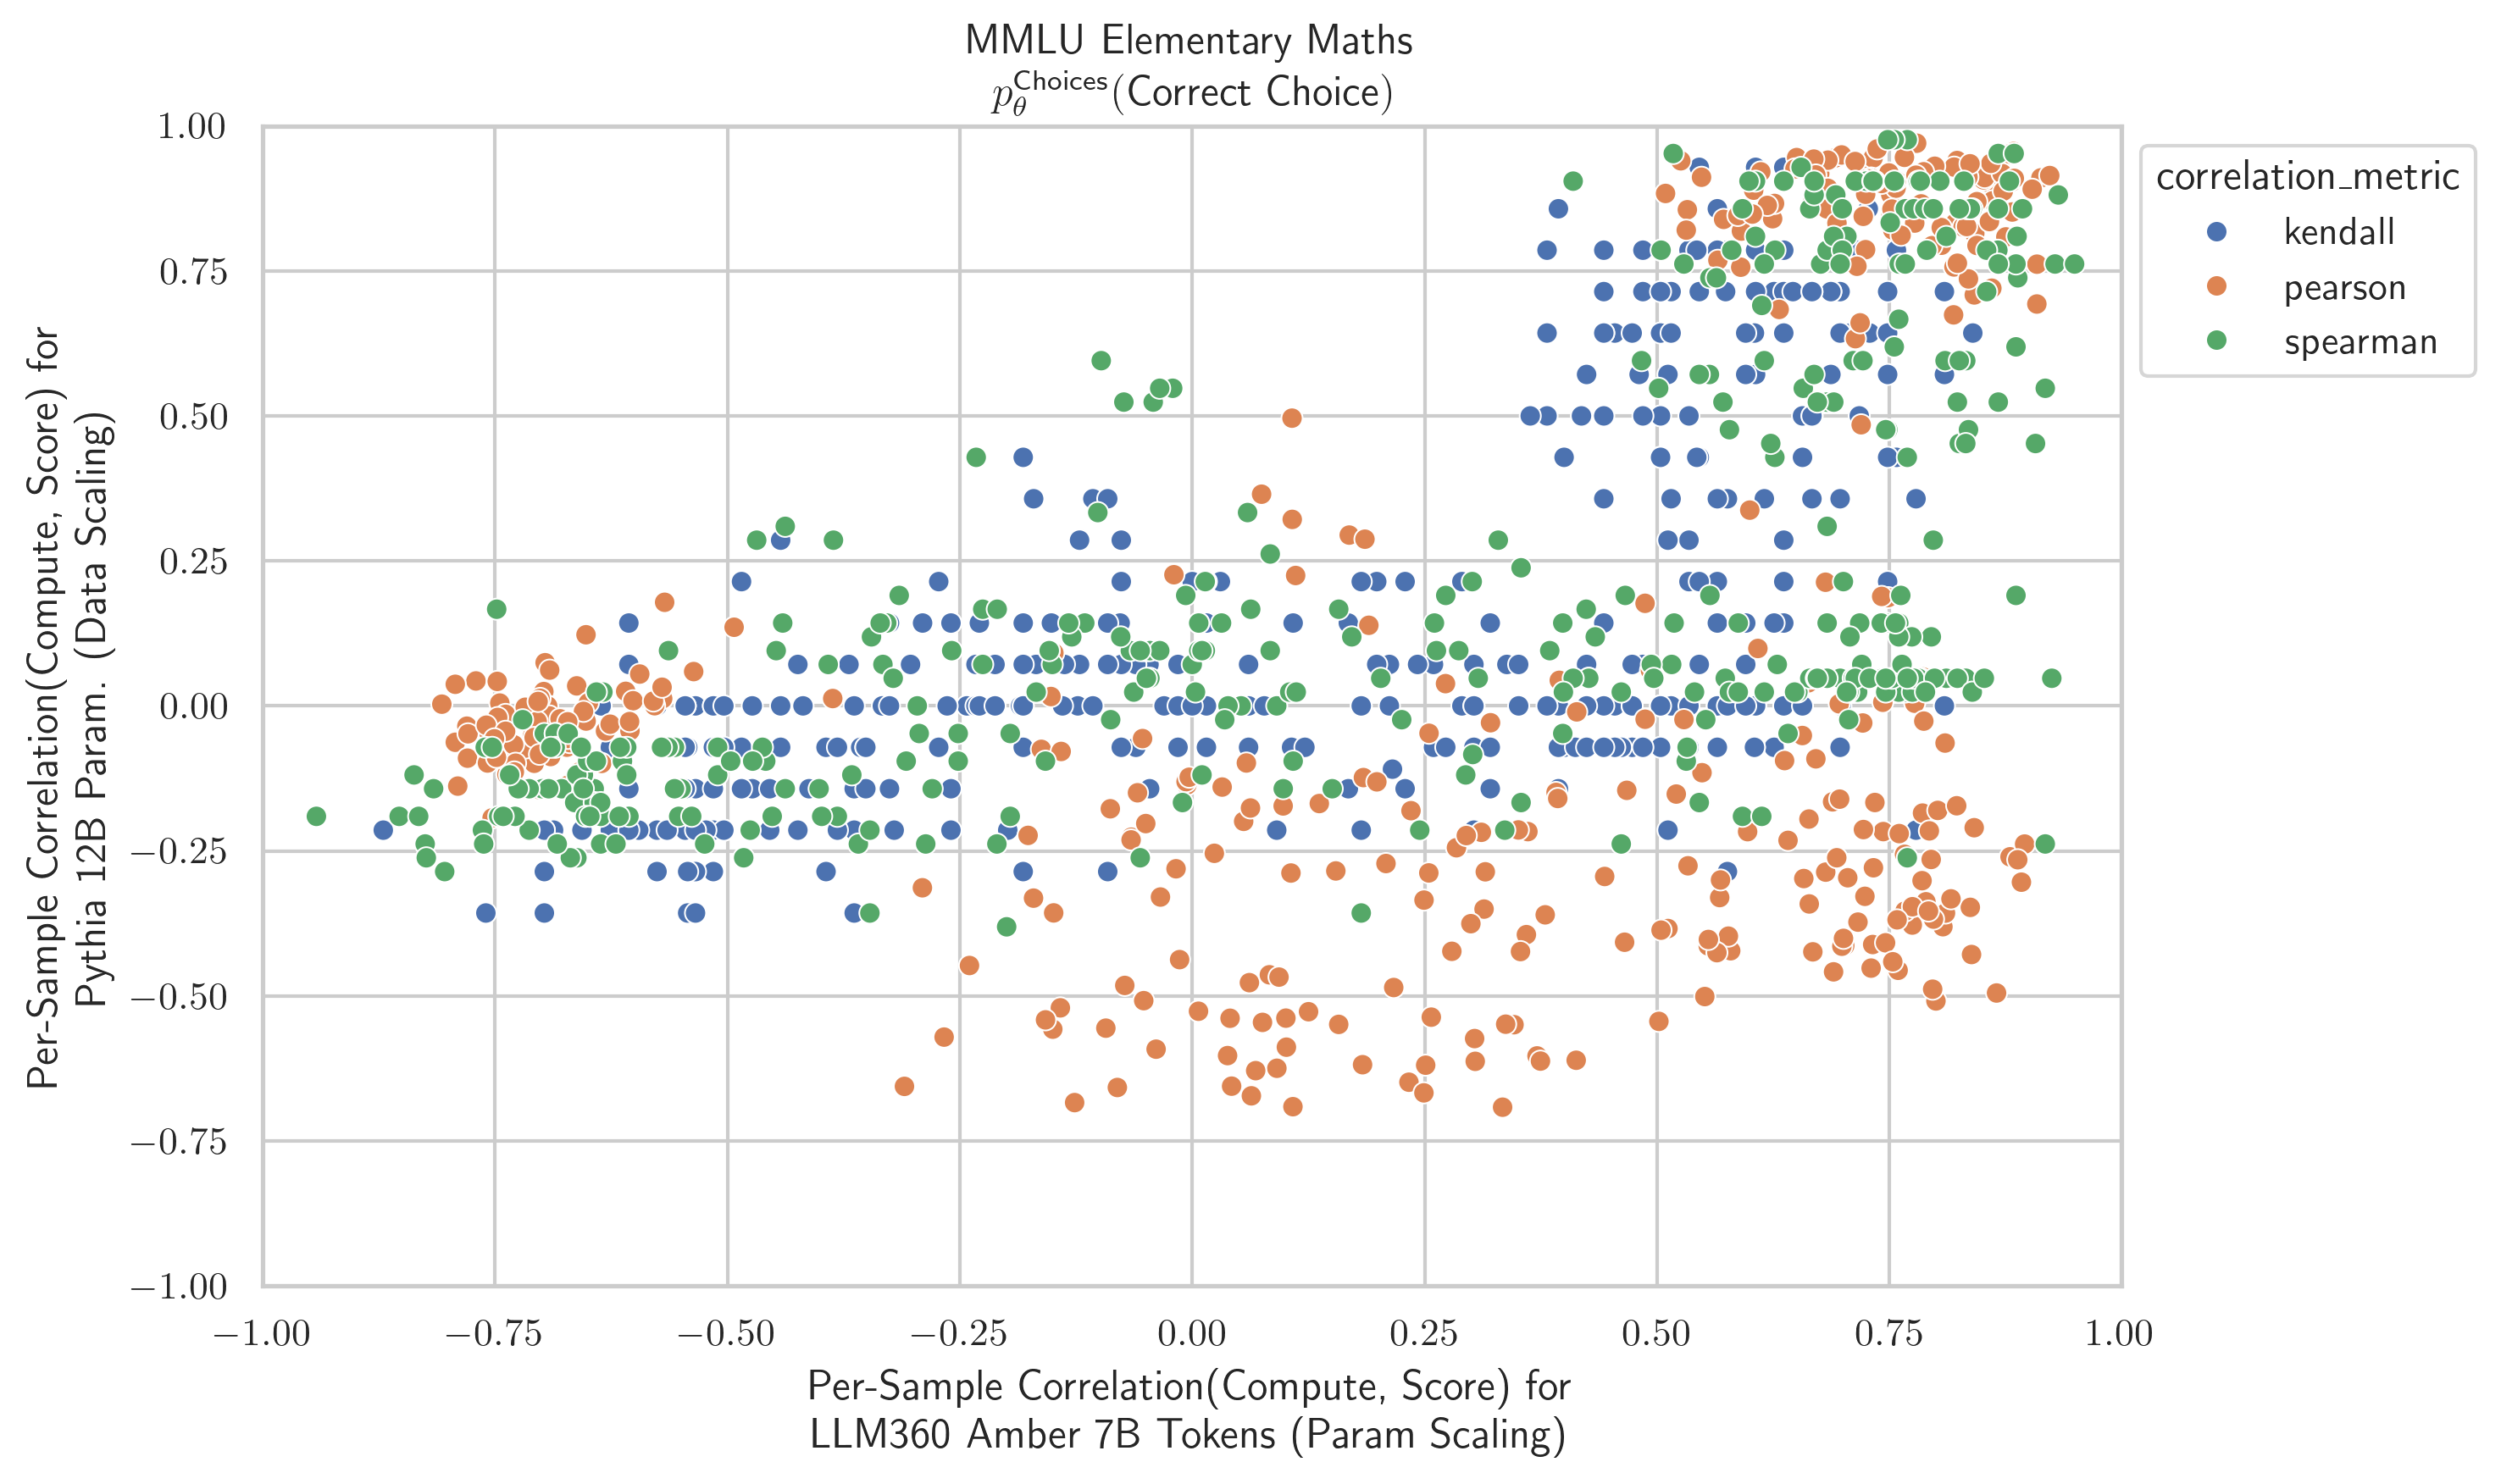 MMLU Elementary Maths
p_θ^Choices(Correct Choice)
1.00
0.75
0.50
0.25
0.00
−0.25
−0.50
−0.75
−1.00
Per-Sample Correlation(Compute, Score) for
Pythia 12B Param. (Data Scaling)
−1.00 −0.75 −0.50 −0.25 0.00 0.25 0.50 0.75 1.00
Per-Sample Correlation(Compute, Score) for
LLM360 Amber 7B Tokens (Param Scaling)
correlation_metric
kendall
pearson
spearman